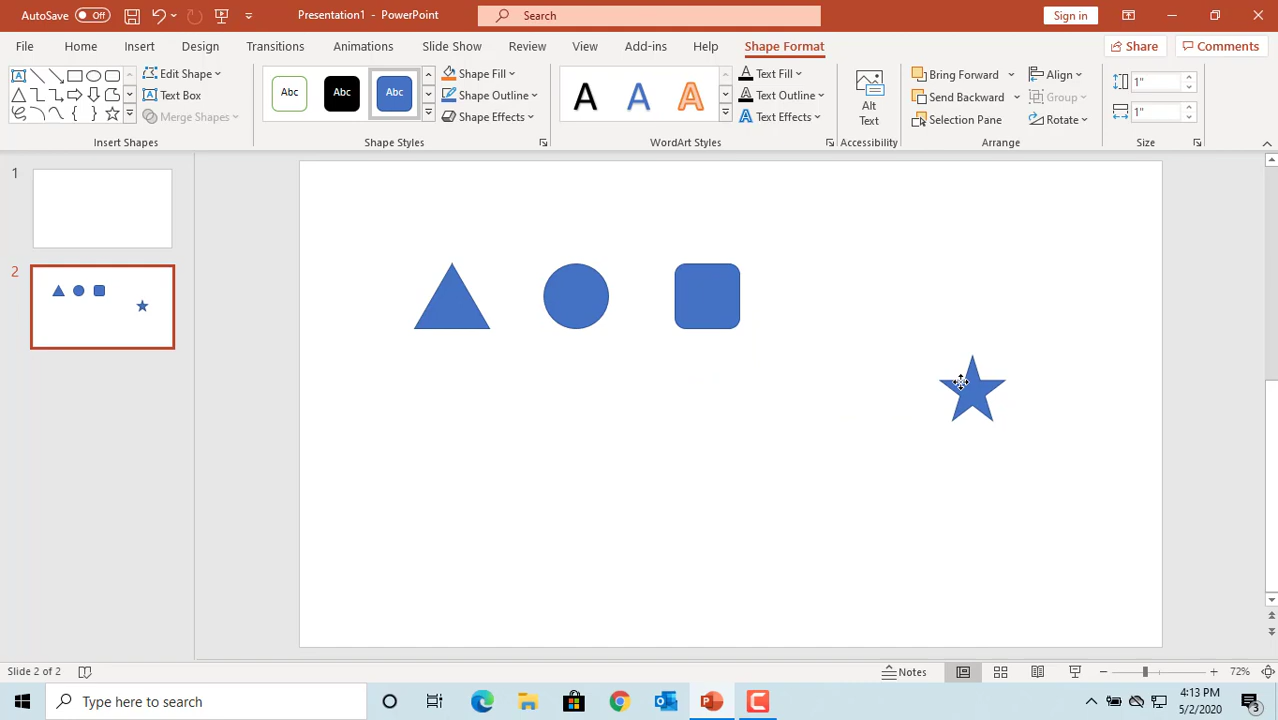 AutoSave Off Presentation1 - PowerPoint Search Sign in
File Home Insert Design Transitions Animations Slide Show Review View Add-ins Help Shape Format Share Comments
Edit Shape
Text Box
Merge Shapes
Insert Shapes
Abc Abc Abc
Shape Fill
Shape Outline
Shape Effects
Shape Styles
A A A
Text Fill
Text Outline
Text Effects
WordArt Styles
Alt
Text
Accessibility
Bring Forward
Send Backward
Selection Pane
Align
Group
Rotate
Arrange
1"
1"
Size
1
2
Slide 2 of 2 Notes 72%
Type here to search
4:13 PM
5/2/2020
3